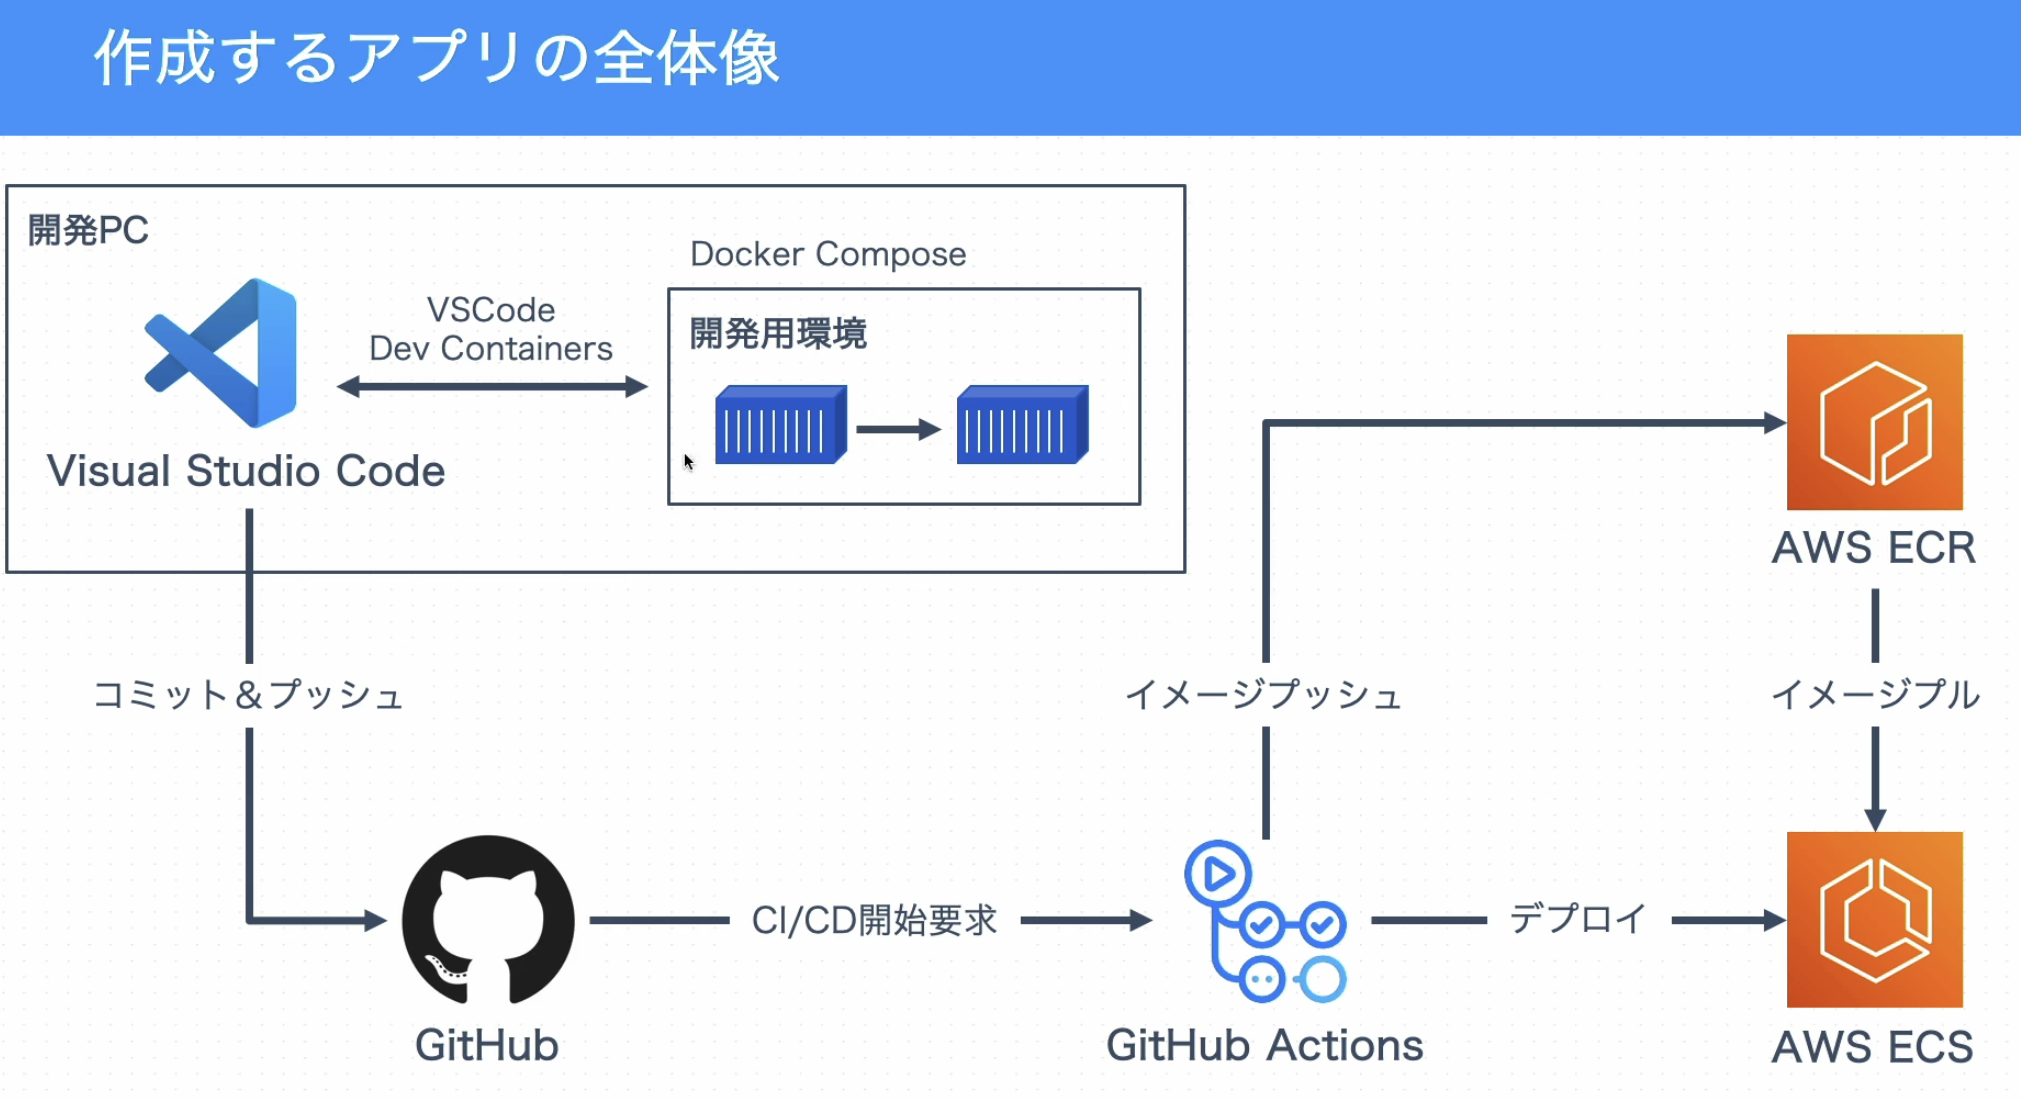 作成するアプリの全体像
開発PC
Docker Compose
VSCode
Dev Containers
開発用環境
Visual Studio Code
AWS ECR
コミット＆プッシュ
イメージプッシュ
イメージプル
CI/CD開始要求
デプロイ
GitHub
GitHub Actions
AWS ECS